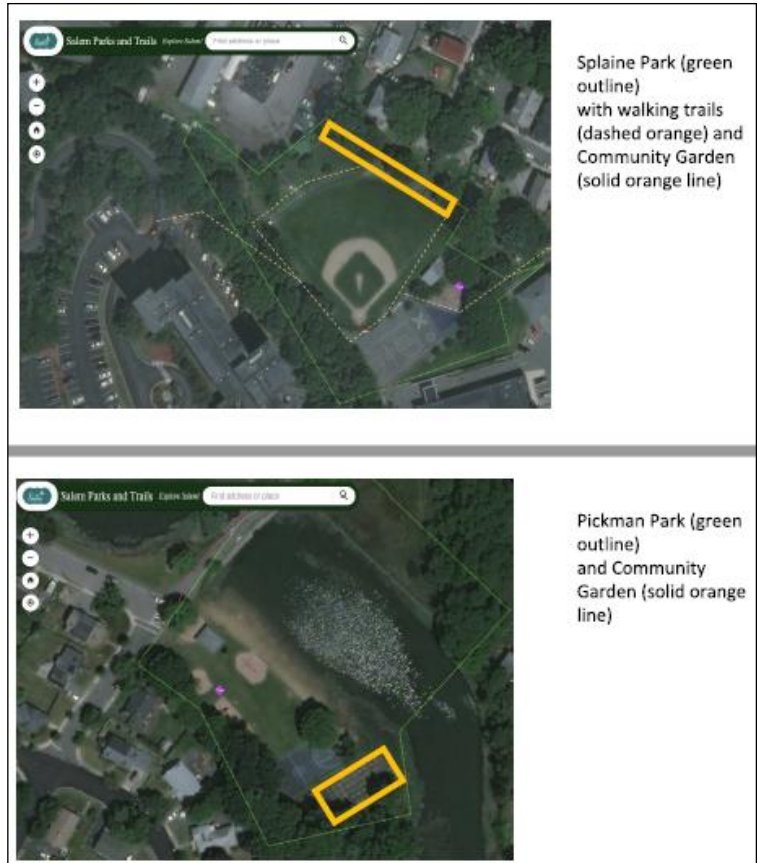 Salem Parks and Trails Explore Salem! Find address or place
Splaine Park (green
outline)
with walking trails
(dashed orange) and
Community Garden
(solid orange line)
Salem Parks and Trails Explore Salem! Find address or place
Pickman Park (green
outline)
and Community
Garden (solid orange
line)